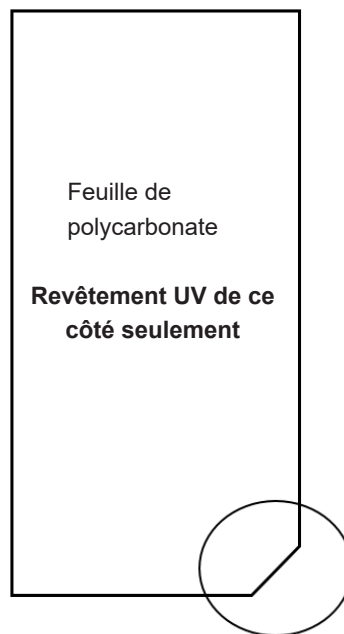 Feuille de
polycarbonate
Revêtement UV de ce
côté seulement